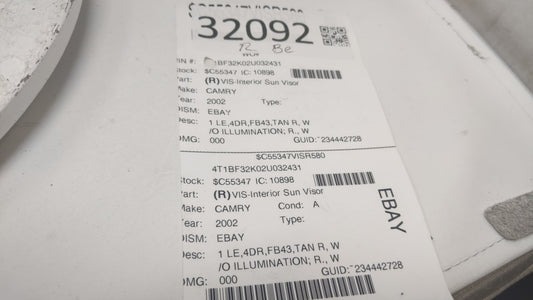 32092
R Be
IN #: 1BF32K02U032431
Stock: $C55347 IC: 10898
Part: (R)VIS-Interior Sun Visor
Make: CAMRY
Year: 2002 Type:
DISM: EBAY
Desc: 1 LE,4DR,FB43,TAN R, W
/O ILLUMINATION; R., W
DMG: 000 GUID:~234442728
$C55347VISR580
4T1BF32K02U032431
Stock: $C55347 IC: 10898
Part: (R)VIS-Interior Sun Visor
Make: CAMRY Cond: A
Year: 2002 Type:
DISM: EBAY
Desc: 1 LE,4DR,FB43,TAN R, W
/O ILLUMINATION; R., W
DMG: 000 GUID:~234442728
EBAY